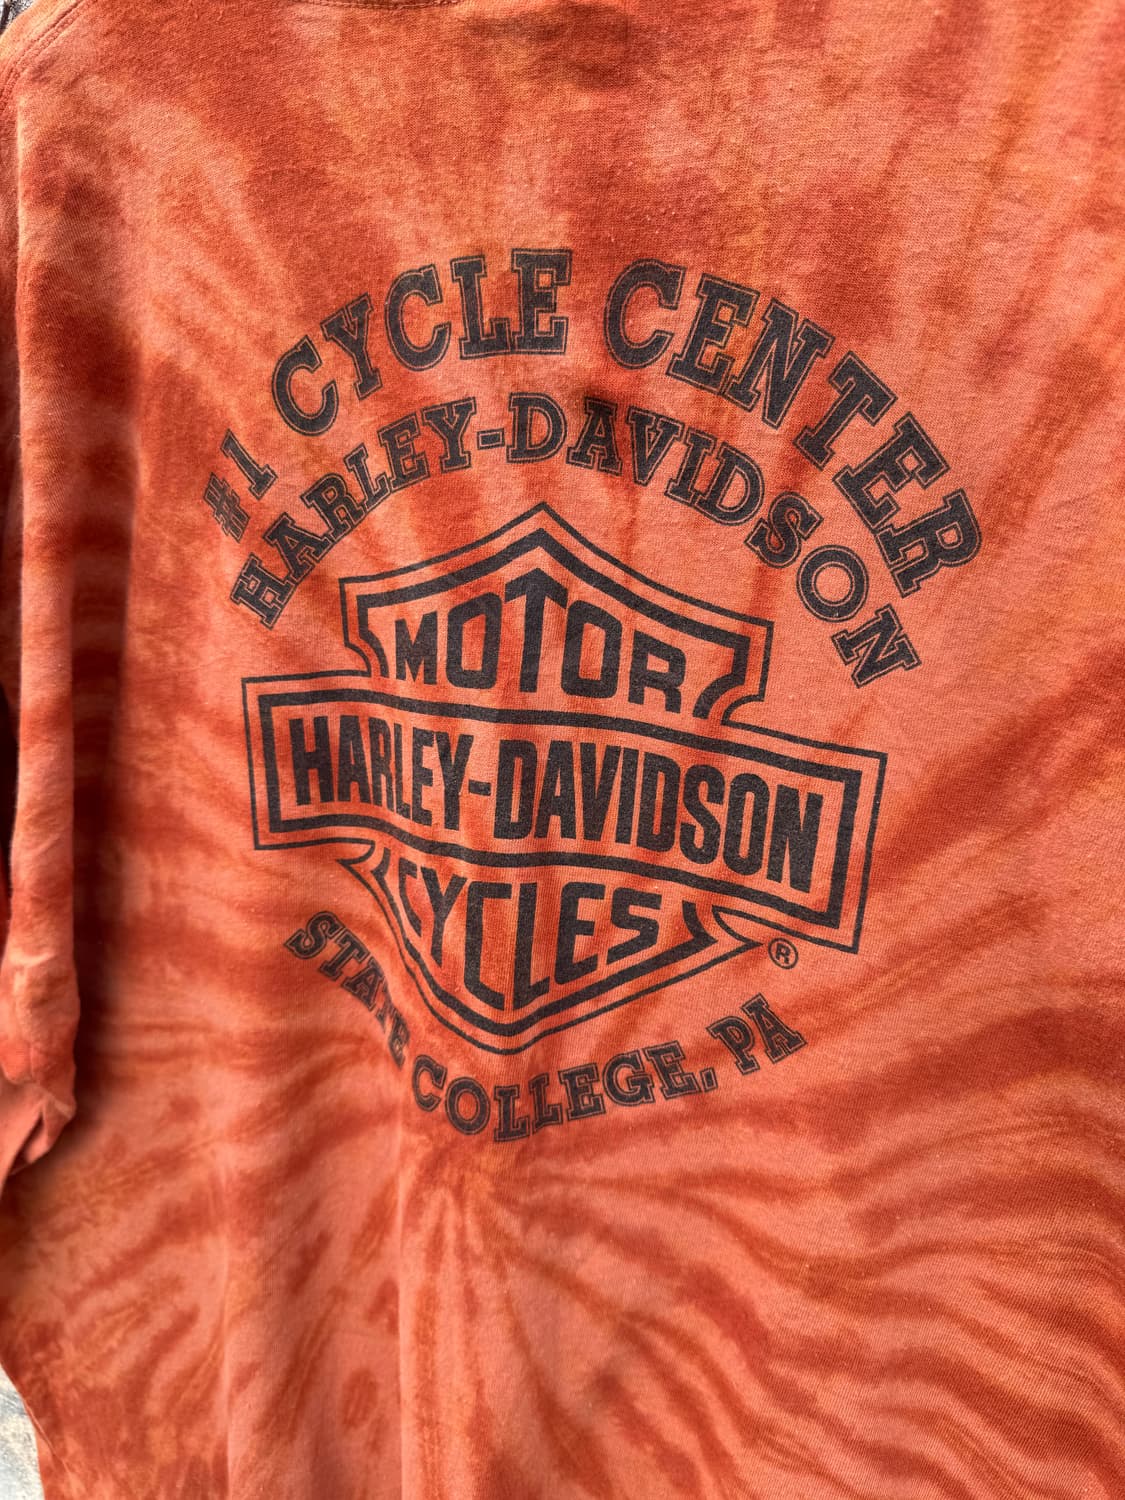 #1 CYCLE CENTER
HARLEY-DAVIDSON
MOTOR
HARLEY-DAVIDSON
CYCLES
®
STATE COLLEGE, PA